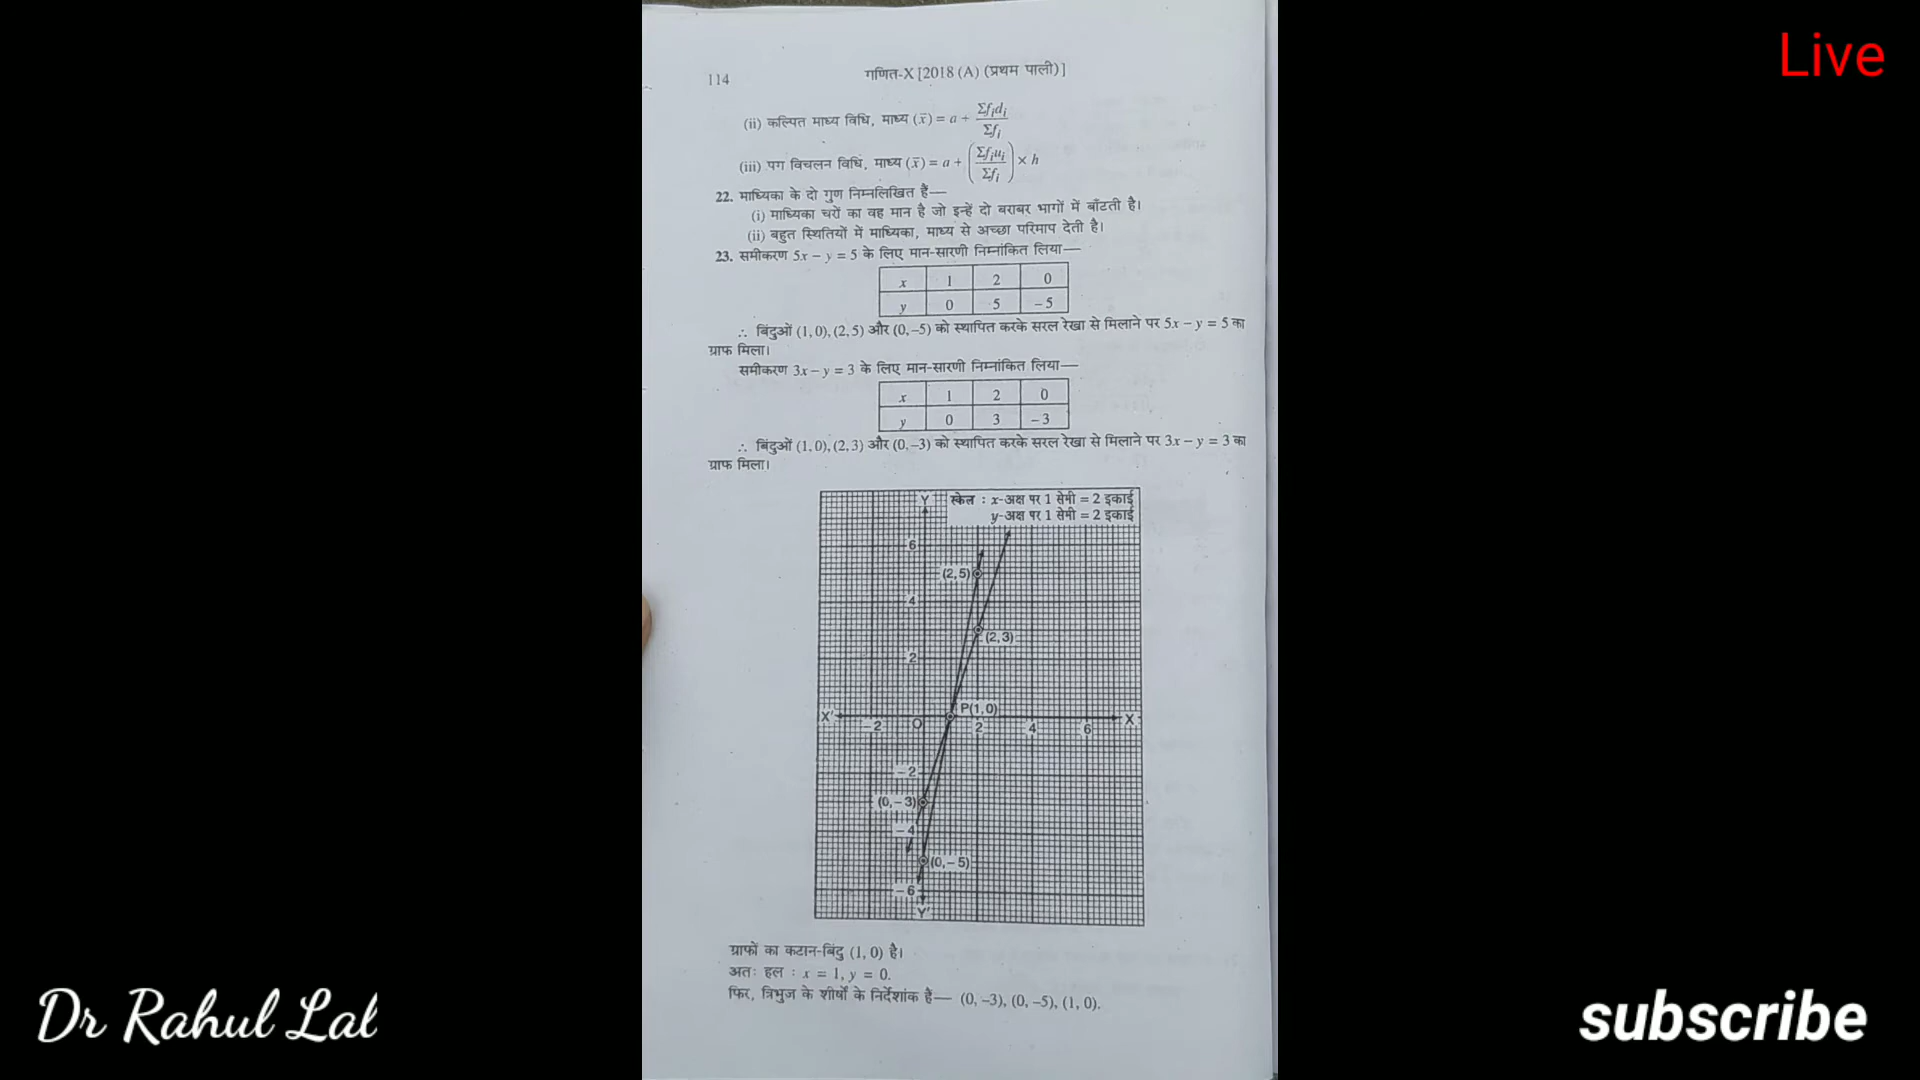 Live
114 गणित-X [2018 (A) (प्रथम पाली)]
(ii) कल्पित माध्य विधि, माध्य (x̄) = a + Σfᵢdᵢ / Σfᵢ
(iii) पग विचलन विधि, माध्य (x̄) = a + (Σfᵢuᵢ / Σfᵢ) × h
22. माध्यिका के दो गुण निम्नलिखित हैं—
(i) माध्यिका चरों का वह मान है जो इन्हें दो बराबर भागों में बाँटती है।
(ii) बहुत स्थितियों में माध्यिका, माध्य से अच्छा परिमाप देती है।
23. समीकरण 5x – y = 5 के लिए मान-सारणी निम्नांकित लिया—
x 1 2 0
y 0 5 –5
∴ बिंदुओं (1, 0), (2, 5) और (0, –5) को स्थापित करके सरल रेखा से मिलाने पर 5x – y = 5 का
ग्राफ मिला।
समीकरण 3x – y = 3 के लिए मान-सारणी निम्नांकित लिया—
x 1 2 0
y 0 3 –3
∴ बिंदुओं (1, 0), (2, 3) और (0, –3) को स्थापित करके सरल रेखा से मिलाने पर 3x – y = 3 का
ग्राफ मिला।
Y स्केल : x-अक्ष पर 1 सेमी = 2 इकाई
y-अक्ष पर 1 सेमी = 2 इकाई
6
(2, 5)
4
(2, 3)
2
P(1, 0)
X' –2 O 2 4 6 X
–2
(0, –3)
–4
(0, –5)
–6
Y'
ग्राफों का कटान-बिंदु (1, 0) है।
अतः हल : x = 1, y = 0.
फिर, त्रिभुज के शीर्षों के निर्देशांक हैं— (0, –3), (0, –5), (1, 0).
Dr Rahul Lal
subscribe